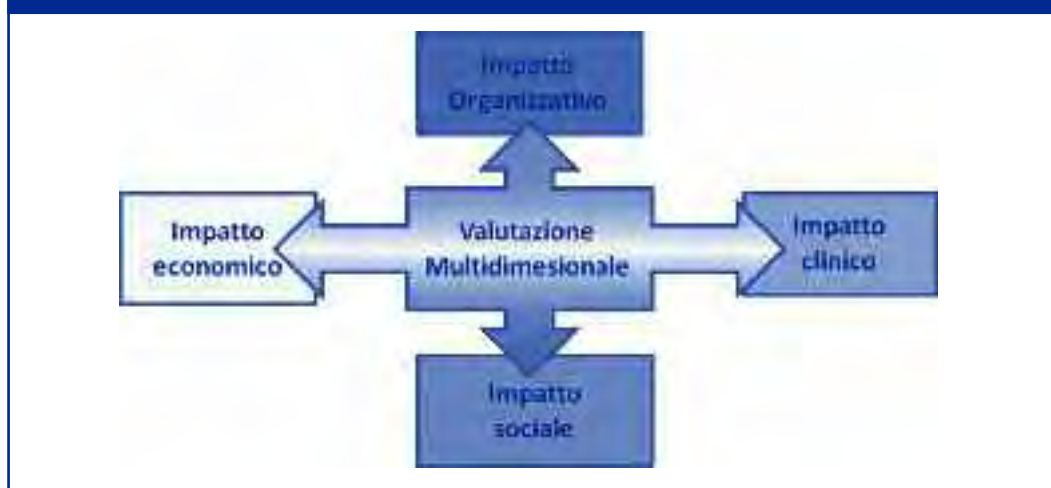 Impatto
Organizzativo
Impatto
economico
Valutazione
Multidimesionale
Impatto
clinico
Impatto
sociale